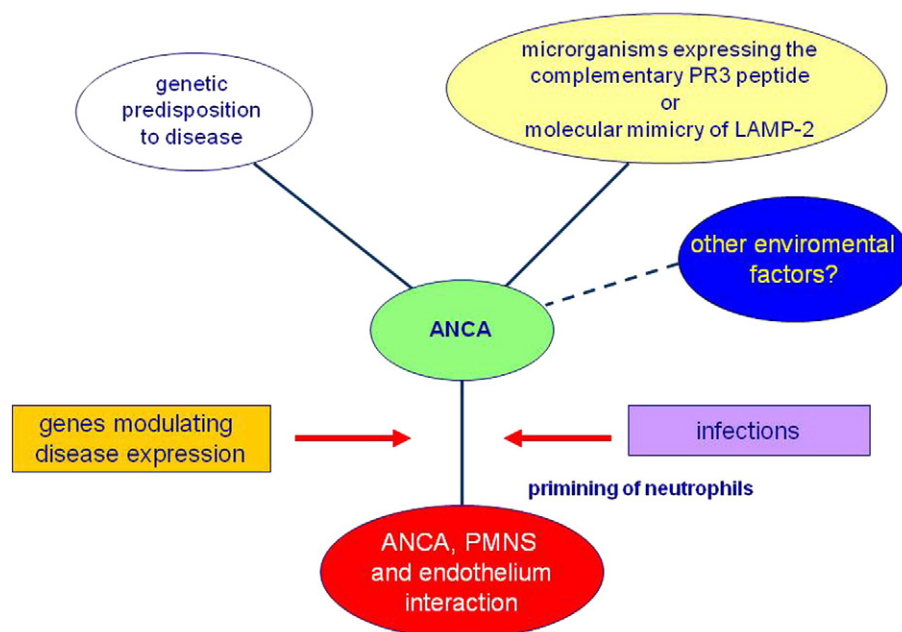 genetic
predisposition
to disease
microrganisms expressing the
complementary PR3 peptide
or
molecular mimicry of LAMP-2
other enviromental
factors?
ANCA
genes modulating
disease expression
infections
primining of neutrophils
ANCA, PMNS
and endothelium
interaction